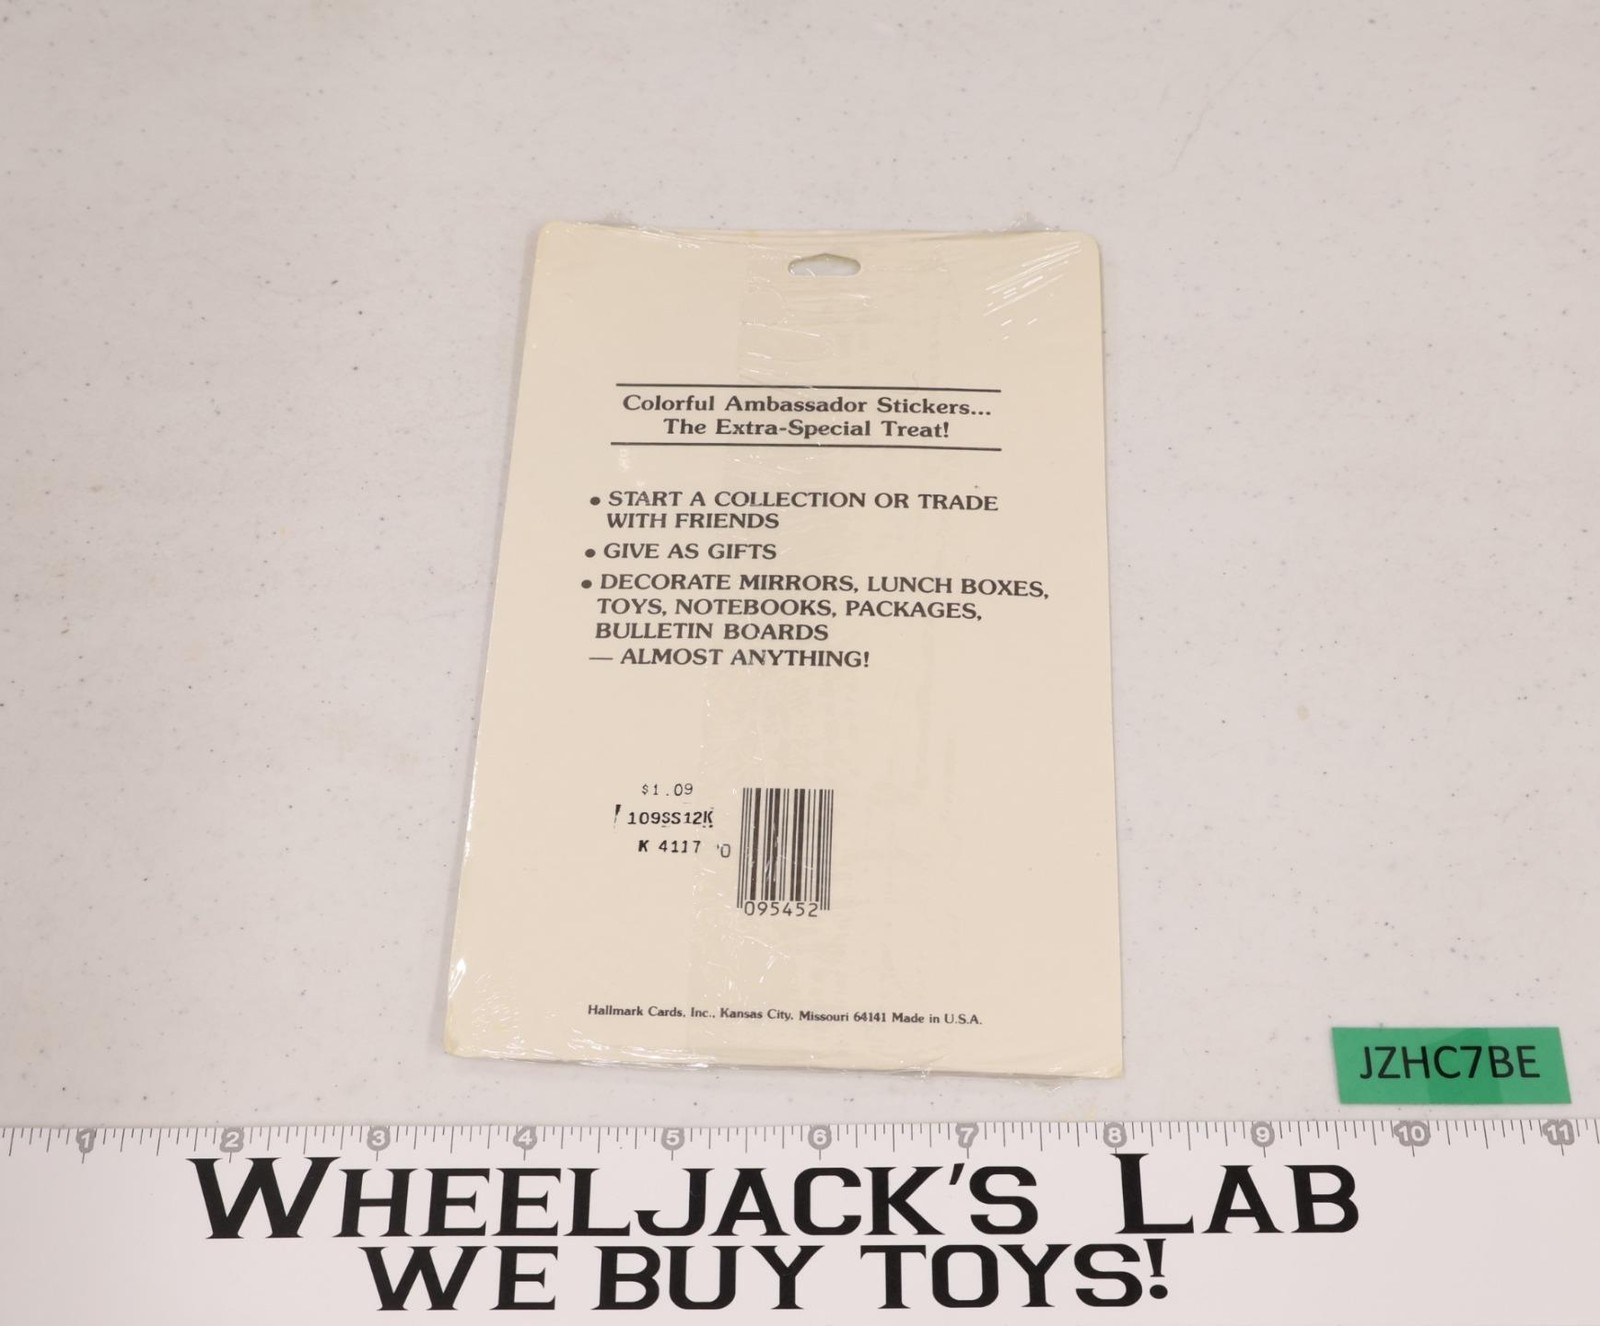 Colorful Ambassador Stickers...
The Extra-Special Treat!
• START A COLLECTION OR TRADE
WITH FRIENDS
• GIVE AS GIFTS
• DECORATE MIRRORS, LUNCH BOXES,
TOYS, NOTEBOOKS, PACKAGES,
BULLETIN BOARDS
— ALMOST ANYTHING!
$1.09
109SS12K
K 4117
0
095452
Hallmark Cards, Inc., Kansas City, Missouri 64141 Made in U.S.A.
JZHC7BE
1 2 3 4 5 6 7 8 9 10 11
WHEELJACK'S LAB
WE BUY TOYS!